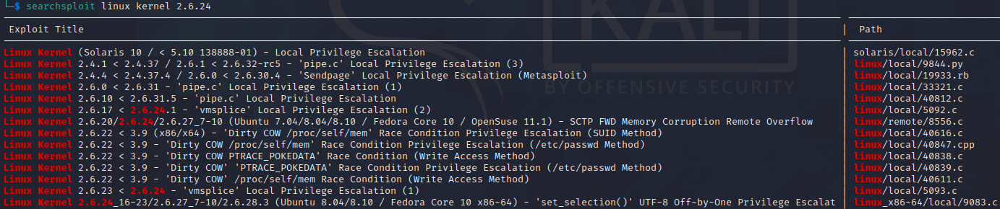 └─$ searchsploit linux kernel 2.6.24
Exploit Title | Path
Linux Kernel (Solaris 10 / < 5.10 138888-01) - Local Privilege Escalation | solaris/local/15962.c
Linux Kernel 2.4.1 < 2.4.37 / 2.6.1 < 2.6.32-rc5 - 'pipe.c' Local Privilege Escalation (3) | linux/local/9844.py
Linux Kernel 2.4.4 < 2.4.37.4 / 2.6.0 < 2.6.30.4 - 'Sendpage' Local Privilege Escalation (Metasploit) | linux/local/19933.rb
Linux Kernel 2.6.0 < 2.6.31 - 'pipe.c' Local Privilege Escalation (1) | linux/local/33321.c
Linux Kernel 2.6.10 < 2.6.31.5 - 'pipe.c' Local Privilege Escalation | linux/local/40812.c
Linux Kernel 2.6.17 < 2.6.24.1 - 'vmsplice' Local Privilege Escalation (2) | linux/local/5092.c
Linux Kernel 2.6.20/2.6.24/2.6.27_7-10 (Ubuntu 7.04/8.04/8.10 / Fedora Core 10 / OpenSuse 11.1) - SCTP FWD Memory Corruption Remote Overflow | linux/remote/8556.c
Linux Kernel 2.6.22 < 3.9 (x86/x64) - 'Dirty COW /proc/self/mem' Race Condition Privilege Escalation (SUID Method) | linux/local/40616.c
Linux Kernel 2.6.22 < 3.9 - 'Dirty COW /proc/self/mem' Race Condition Privilege Escalation (/etc/passwd Method) | linux/local/40847.cpp
Linux Kernel 2.6.22 < 3.9 - 'Dirty COW PTRACE_POKEDATA' Race Condition (Write Access Method) | linux/local/40838.c
Linux Kernel 2.6.22 < 3.9 - 'Dirty COW' 'PTRACE_POKEDATA' Race Condition Privilege Escalation (/etc/passwd Method) | linux/local/40839.c
Linux Kernel 2.6.22 < 3.9 - 'Dirty COW' /proc/self/mem Race Condition (Write Access Method) | linux/local/40611.c
Linux Kernel 2.6.23 < 2.6.24 - 'vmsplice' Local Privilege Escalation (1) | linux/local/5093.c
Linux Kernel 2.6.24_16-23/2.6.27_7-10/2.6.28.3 (Ubuntu 8.04/8.10 / Fedora Core 10 x86-64) - 'set_selection()' UTF-8 Off-by-One Privilege Escalat | linux_x86-64/local/9083.c
KALI
BY OFFENSIVE SECURITY